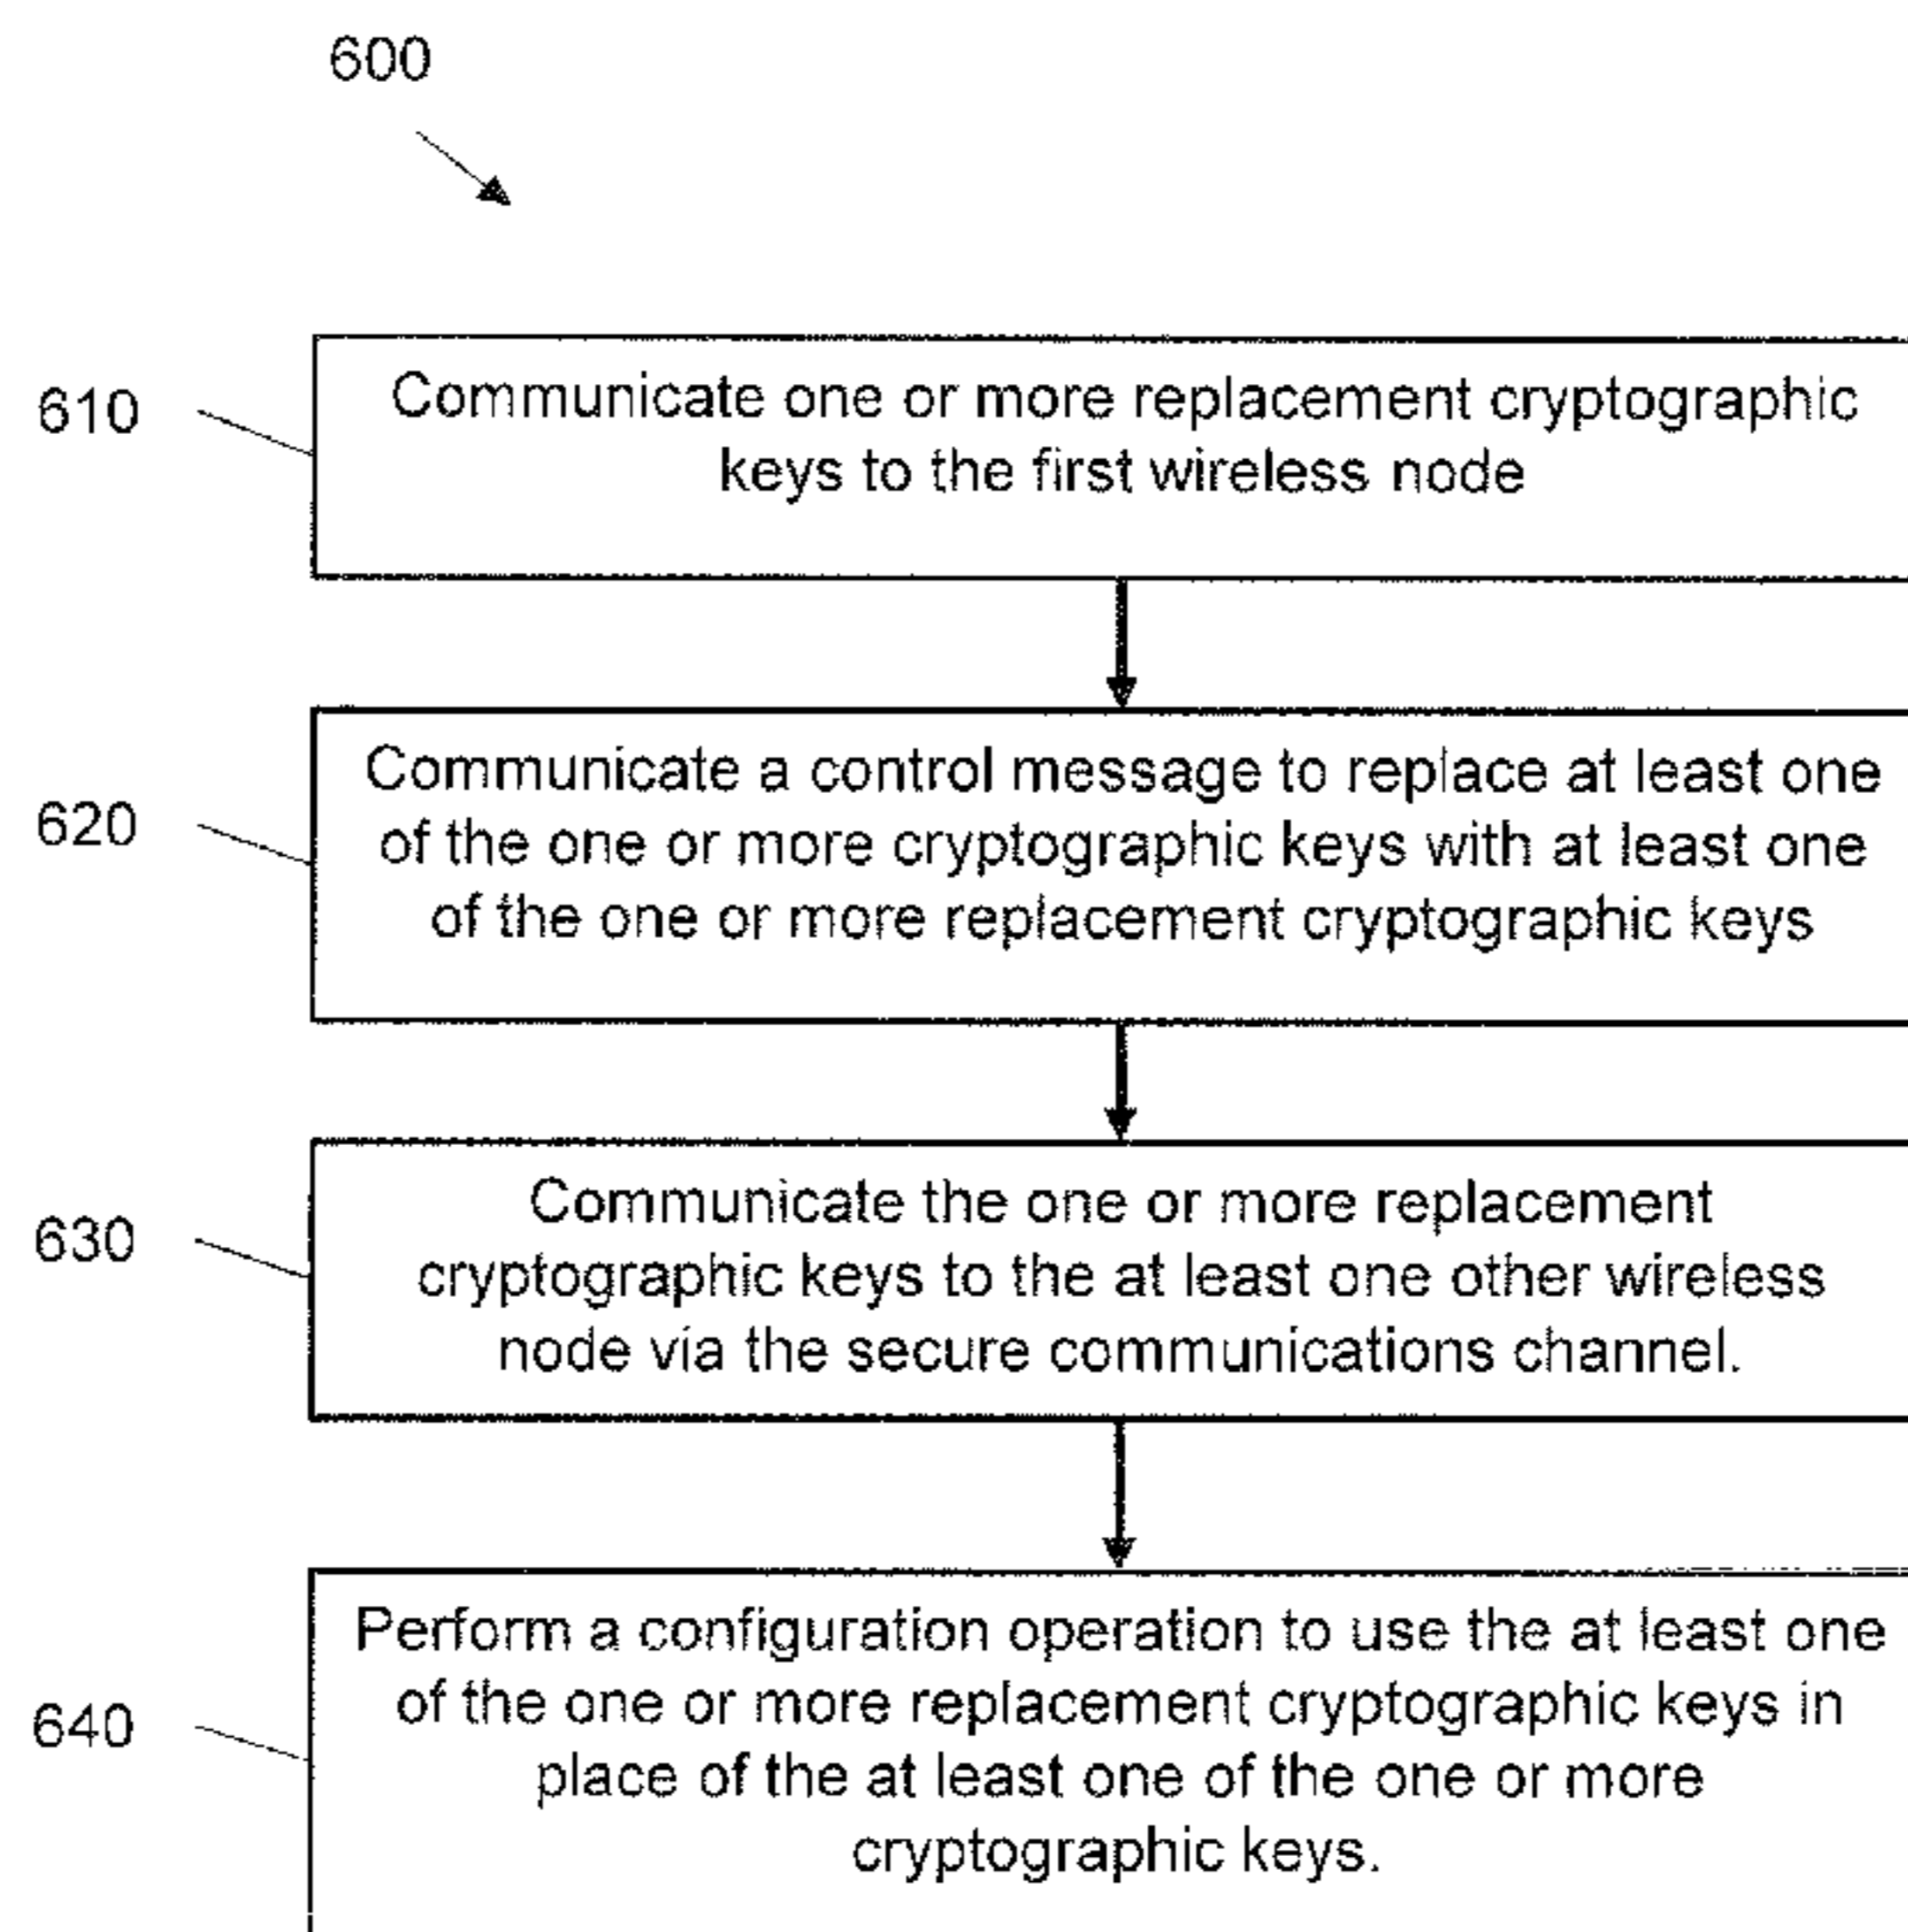 600
610
Communicate one or more replacement cryptographic
keys to the first wireless node
620
Communicate a control message to replace at least one
of the one or more cryptographic keys with at least one
of the one or more replacement cryptographic keys
630
Communicate the one or more replacement
cryptographic keys to the at least one other wireless
node via the secure communications channel.
640
Perform a configuration operation to use the at least one
of the one or more replacement cryptographic keys in
place of the at least one of the one or more
cryptographic keys.